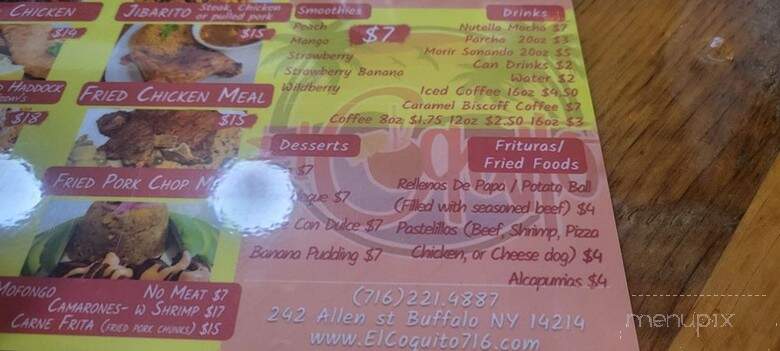 CHICKEN
$14
JIBARITO Steak, Chicken
or pulled pork
$15
Smoothies
Peach
Mango
Strawberry
Strawberry Banana
Wildberry
$7
Drinks
Nutella Mocha $7
Parcha 20oz $3
Morir Sonando 20oz $5
Can Drinks $2
Water $2
Iced Coffee 16oz $4.50
Caramel Biscoff Coffee $7
Coffee 8oz $1.75 12oz $2.50 16oz $3
HADDOCK
$18
FRIED CHICKEN MEAL
$15
FRIED PORK CHOP
Desserts
$7
$7
Con Dulce $7
Banana Pudding $7
Frituras/
Fried Foods
Rellenos De Papa / Potato Ball
(Filled with seasoned beef) $4
Pastelillos (Beef, Shrimp, Pizza
Chicken, or Cheese dog) $4
Alcapurrias $4
MOFONGO NO MEAT $7
CAMARONES- W SHRIMP $17
CARNE FRITA (FRIED PORK CHUNKS) $15
(716)221.4887
242 Allen st Buffalo NY 14214
www.ElCoquito716.com
menupix